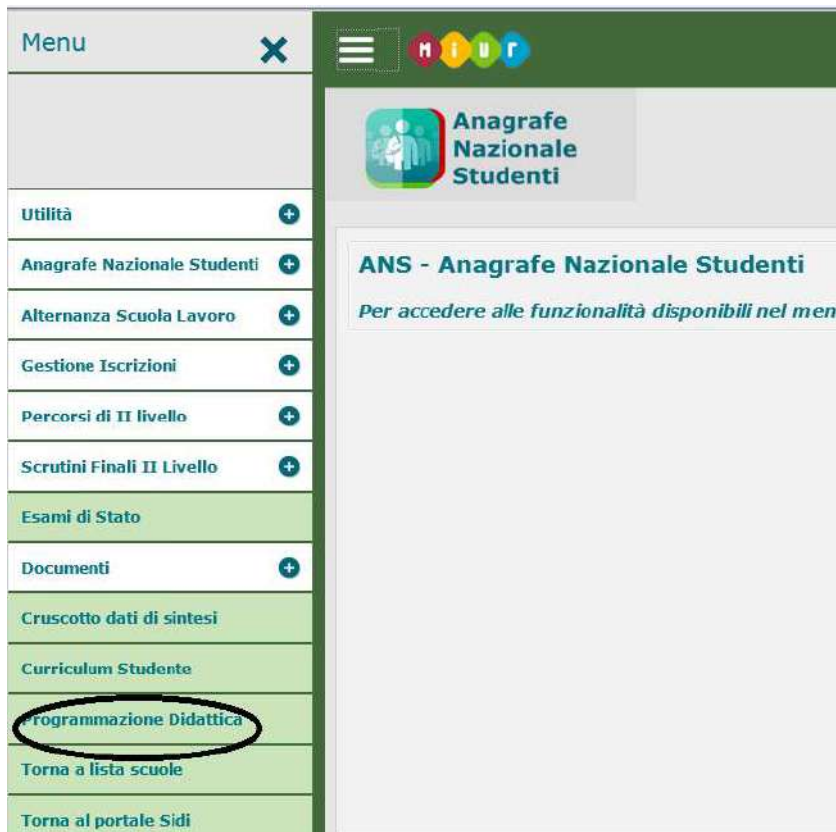 Menu
MIUr
Anagrafe
Nazionale
Studenti
Utilità
Anagrafe Nazionale Studenti
Alternanza Scuola Lavoro
Gestione Iscrizioni
Percorsi di II livello
Scrutini Finali II Livello
Esami di Stato
Documenti
Cruscotto dati di sintesi
Curriculum Studente
Programmazione Didattica
Torna a lista scuole
Torna al portale Sidi
ANS - Anagrafe Nazionale Studenti
Per accedere alle funzionalità disponibili nel men